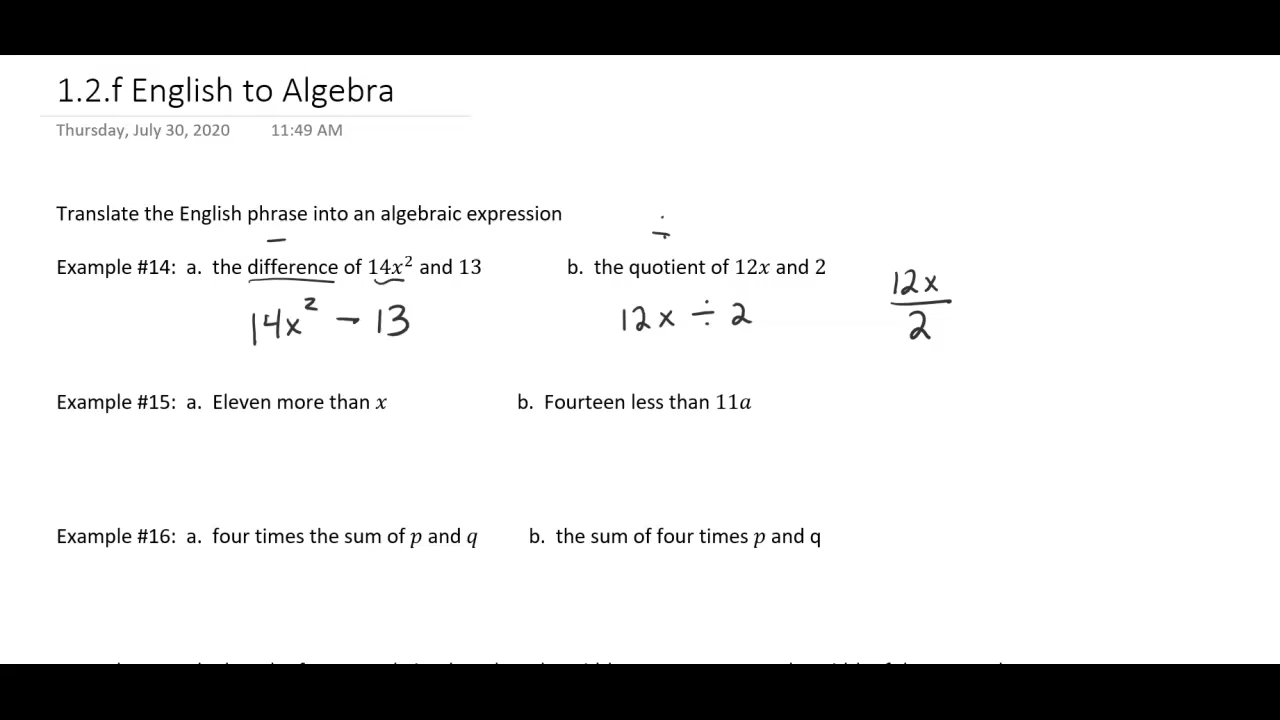 1.2.f English to Algebra
Thursday, July 30, 2020 11:49 AM
Translate the English phrase into an algebraic expression
− ÷
Example #14: a. the difference of 14x² and 13 b. the quotient of 12x and 2
14x² − 13 12x ÷ 2 12x/2
Example #15: a. Eleven more than x b. Fourteen less than 11a
Example #16: a. four times the sum of p and q b. the sum of four times p and q